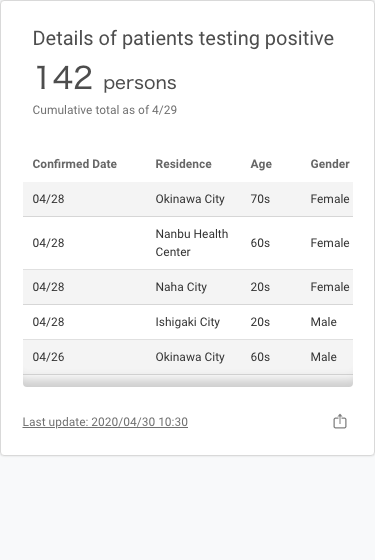 Details of patients testing positive
142 persons
Cumulative total as of 4/29
Confirmed Date Residence Age Gender
04/28 Okinawa City 70s Female
04/28 Nanbu Health Center 60s Female
04/28 Naha City 20s Female
04/28 Ishigaki City 20s Male
04/26 Okinawa City 60s Male
Last update: 2020/04/30 10:30